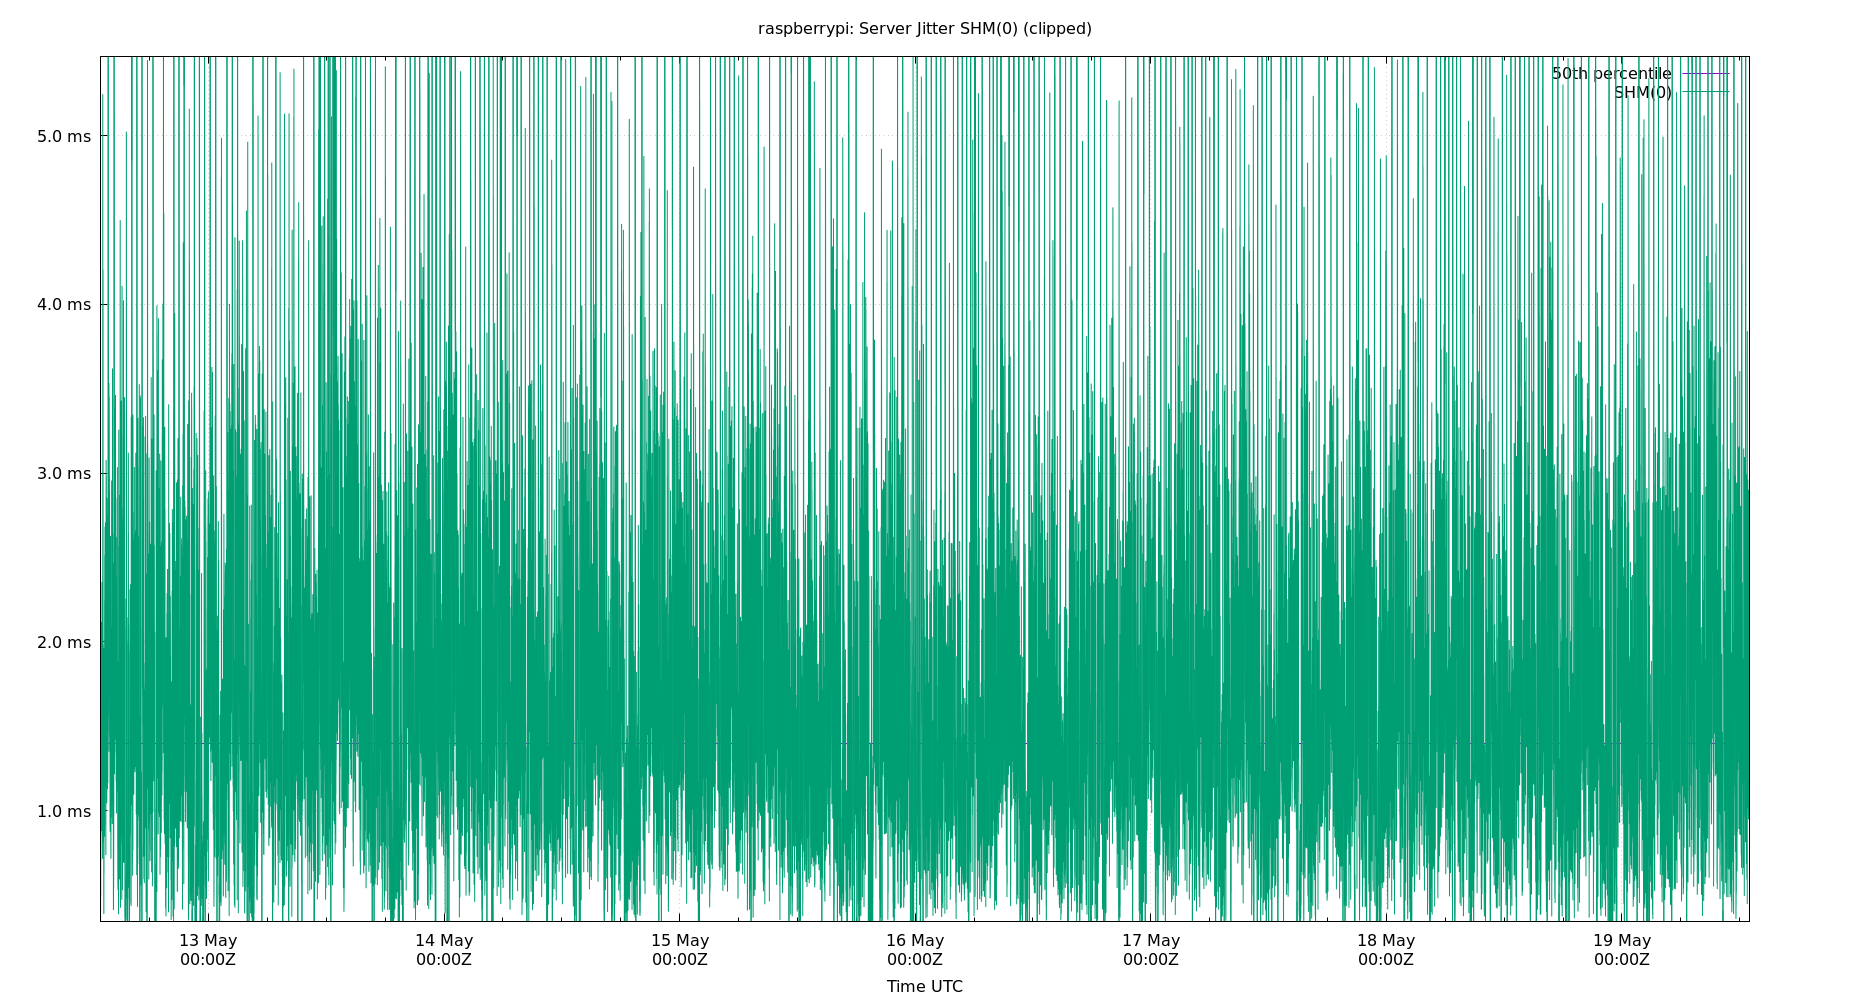 raspberrypi: Server Jitter SHM(0) (clipped)
50th percentile
SHM(0)
5.0 ms
4.0 ms
3.0 ms
2.0 ms
1.0 ms
13 May 14 May 15 May 16 May 17 May 18 May 19 May
00:00Z 00:00Z 00:00Z 00:00Z 00:00Z 00:00Z 00:00Z
Time UTC